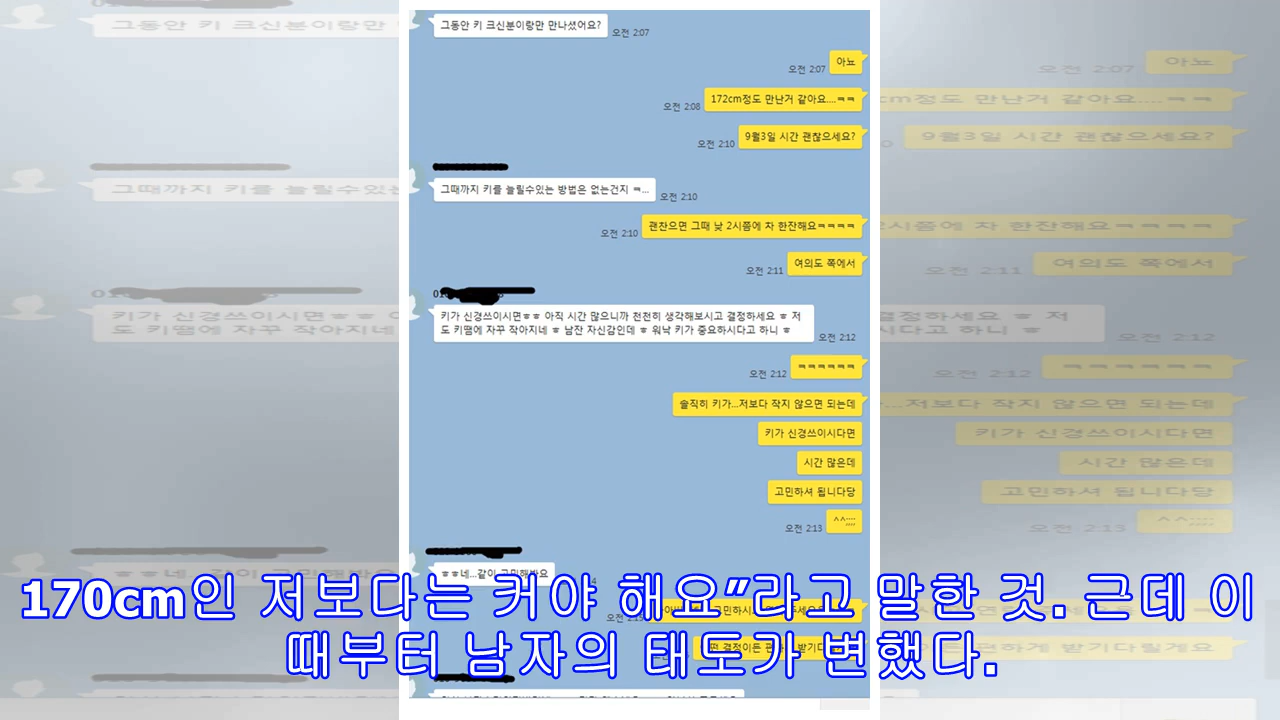 그동안 키 크신분이랑만 만나셨어요?
오전 2:07
아뇨
오전 2:07
172cm정도 만난거 같아요....ㅋㅋ
오전 2:08
9월3일 시간 괜찮으세요?
오전 2:10
그때까지 키를 늘릴수있는 방법은 없는건지 ㅋ...
오전 2:10
괜찬으면 그때 낮 2시쯤에 차 한잔해요ㅋㅋㅋㅋ
오전 2:10
여의도 쪽에서
오전 2:11
키가 신경쓰이시면ㅎㅎ 아직 시간 많으니까 천천히 생각해보시고 결정하세요 ㅎ 저
도 키땜에 자꾸 작아지네 ㅎ 남잔 자신감인데 ㅎ 워낙 키가 중요하시다고 하니 ㅎ
오전 2:12
ㅋㅋㅋㅋㅋㅋ
오전 2:12
솔직히 키가...저보다 작지 않으면 되는데
키가 신경쓰이시다면
시간 많은데
고민하셔 됩니다당
^^;;;;
오전 2:13
ㅎㅎ네...같이 고민해봐요
170cm인 저보다는 커야 해요”라고 말한 것. 근데 이
때부터 남자의 태도가 변했다.